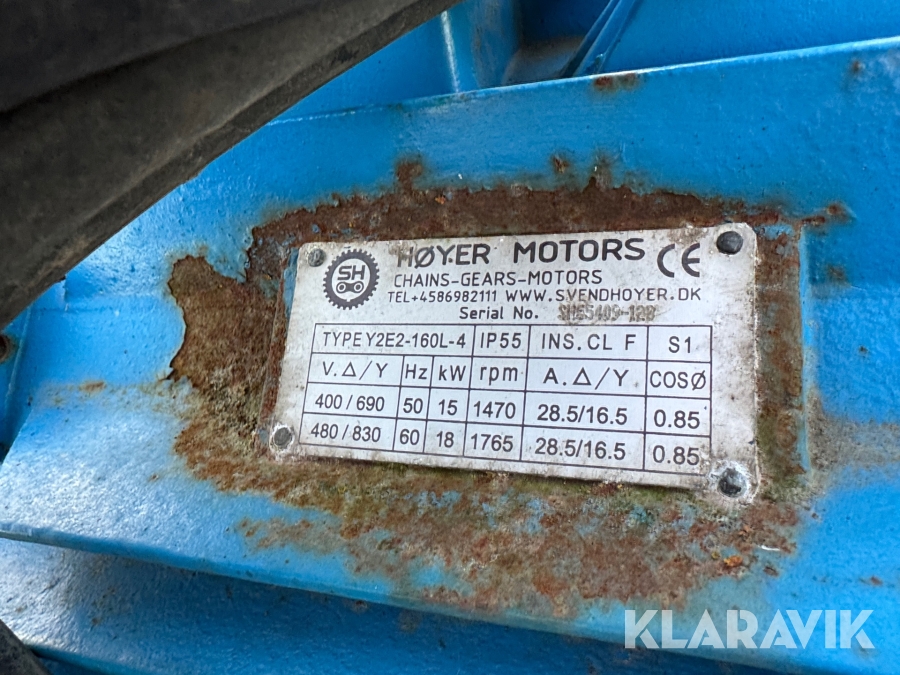 HØYER MOTORS CE
SH
CHAINS-GEARS-MOTORS
TEL+4586982111 WWW.SVENDHOYER.DK
Serial No.
TYPE Y2E2-160L-4 IP55 INS. CL F S1
V. Δ/Y Hz kW rpm A. Δ/Y COSØ
400 / 690 50 15 1470 28.5/16.5 0.85
480 / 830 60 18 1765 28.5/16.5 0.85
KLARAVIK